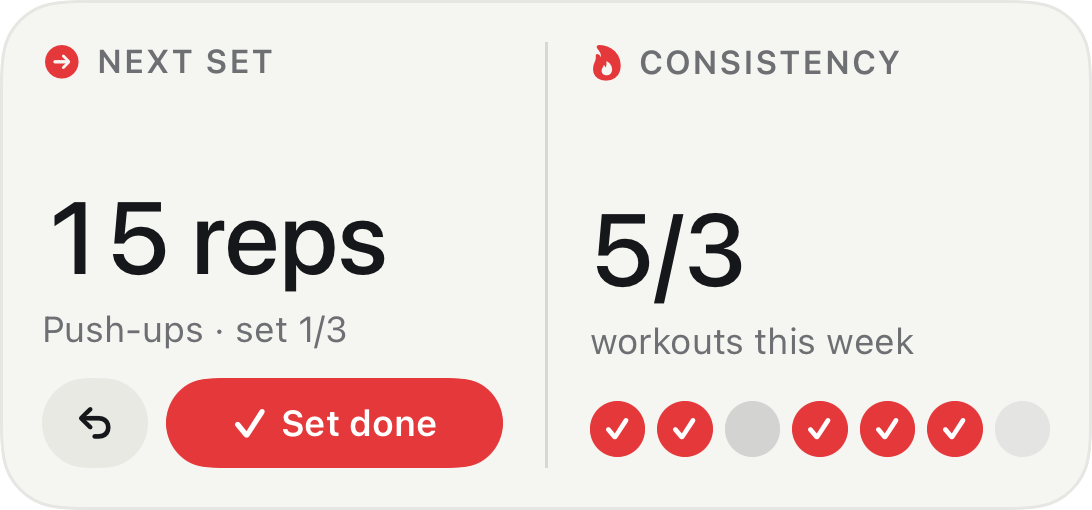 NEXT SET
15 reps
Push-ups · set 1/3
Set done
CONSISTENCY
5/3
workouts this week